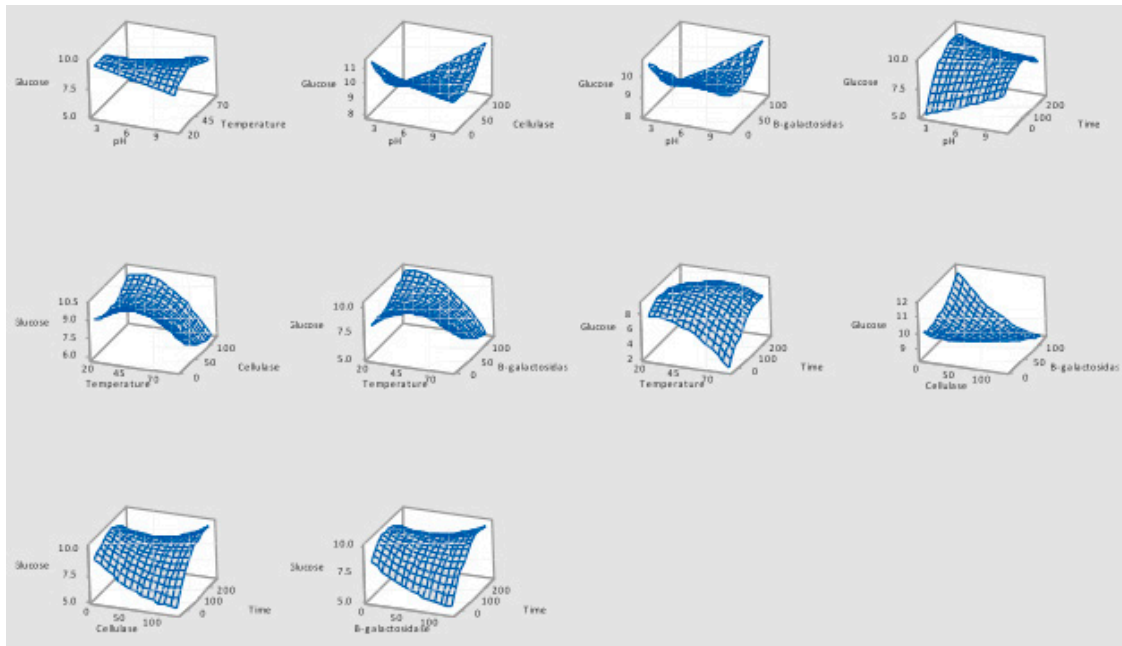 10.0
Glucose 7.5
5.0
3 6 9
pH
20 45 70
Temperature
11
Glucose 10
9
8
3 6 9
pH
0 50 100
Cellulase
10
Glucose 9
8
3 6 9
pH
0 50 100
B-galactosidas
10.0
Glucose 7.5
5.0
3 6 9
pH
0 100 200
Time
10.5
Glucose 9.0
7.5
6.0
20 45 70
Temperature
0 50 100
Cellulase
10.0
Glucose 7.5
5.0
20 45 70
Temperature
0 50 100
B-galactosidas
8
Glucose 6
4
2
20 45 70
Temperature
0 100 200
Time
12
Glucose 11
10
9
0 50 100
Cellulase
0 50 100
B-galactosidas
10.0
Glucose 7.5
5.0
0 50 100
Cellulase
0 100 200
Time
10.0
Glucose 7.5
5.0
0 50 100
B-galactosidase
0 100 200
Time